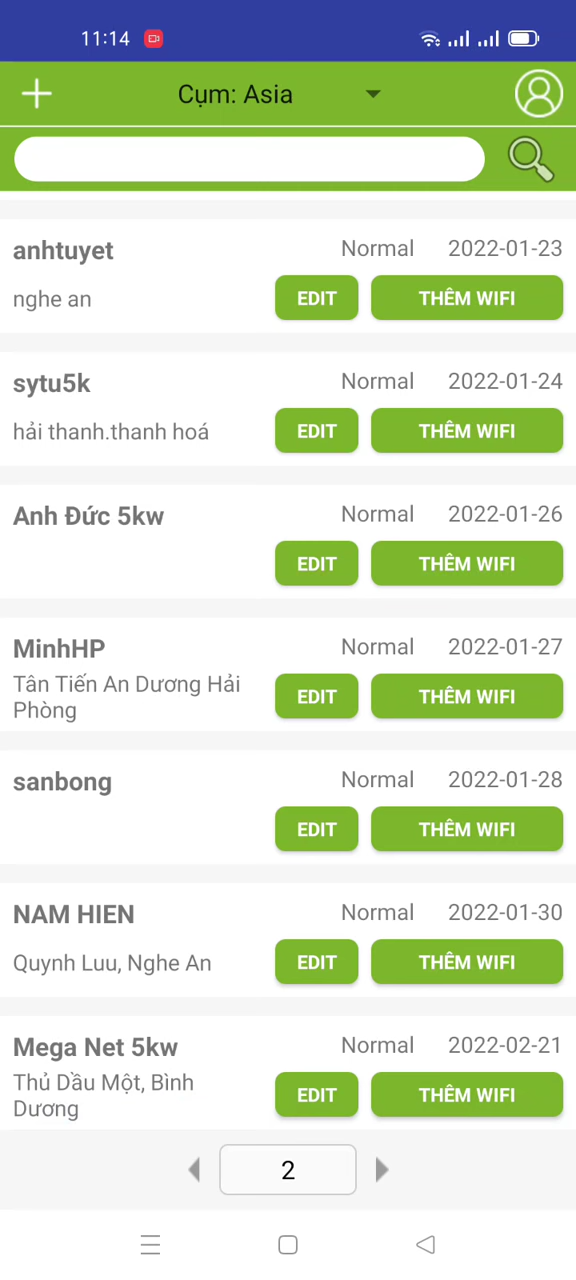 11:14
Cụm: Asia
anhtuyet Normal 2022-01-23
nghe an EDIT THÊM WIFI
sytu5k Normal 2022-01-24
hải thanh.thanh hoá EDIT THÊM WIFI
Anh Đức 5kw Normal 2022-01-26
EDIT THÊM WIFI
MinhHP Normal 2022-01-27
Tân Tiến An Dương Hải
Phòng
EDIT THÊM WIFI
sanbong Normal 2022-01-28
EDIT THÊM WIFI
NAM HIEN Normal 2022-01-30
Quynh Luu, Nghe An EDIT THÊM WIFI
Mega Net 5kw Normal 2022-02-21
Thủ Dầu Một, Bình
Dương
EDIT THÊM WIFI
2